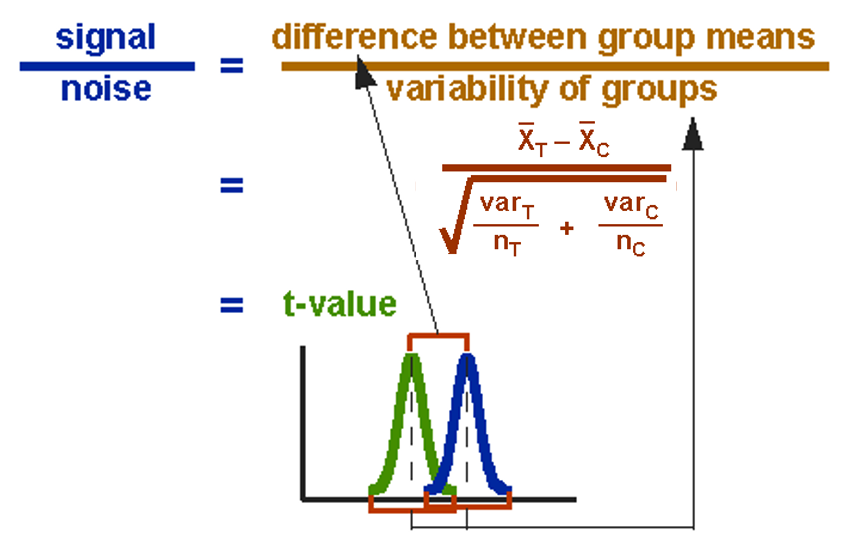 signal = difference between group means
noise variability of groups
= X̄T – X̄C
√ varT + varC
nT nC
= t-value